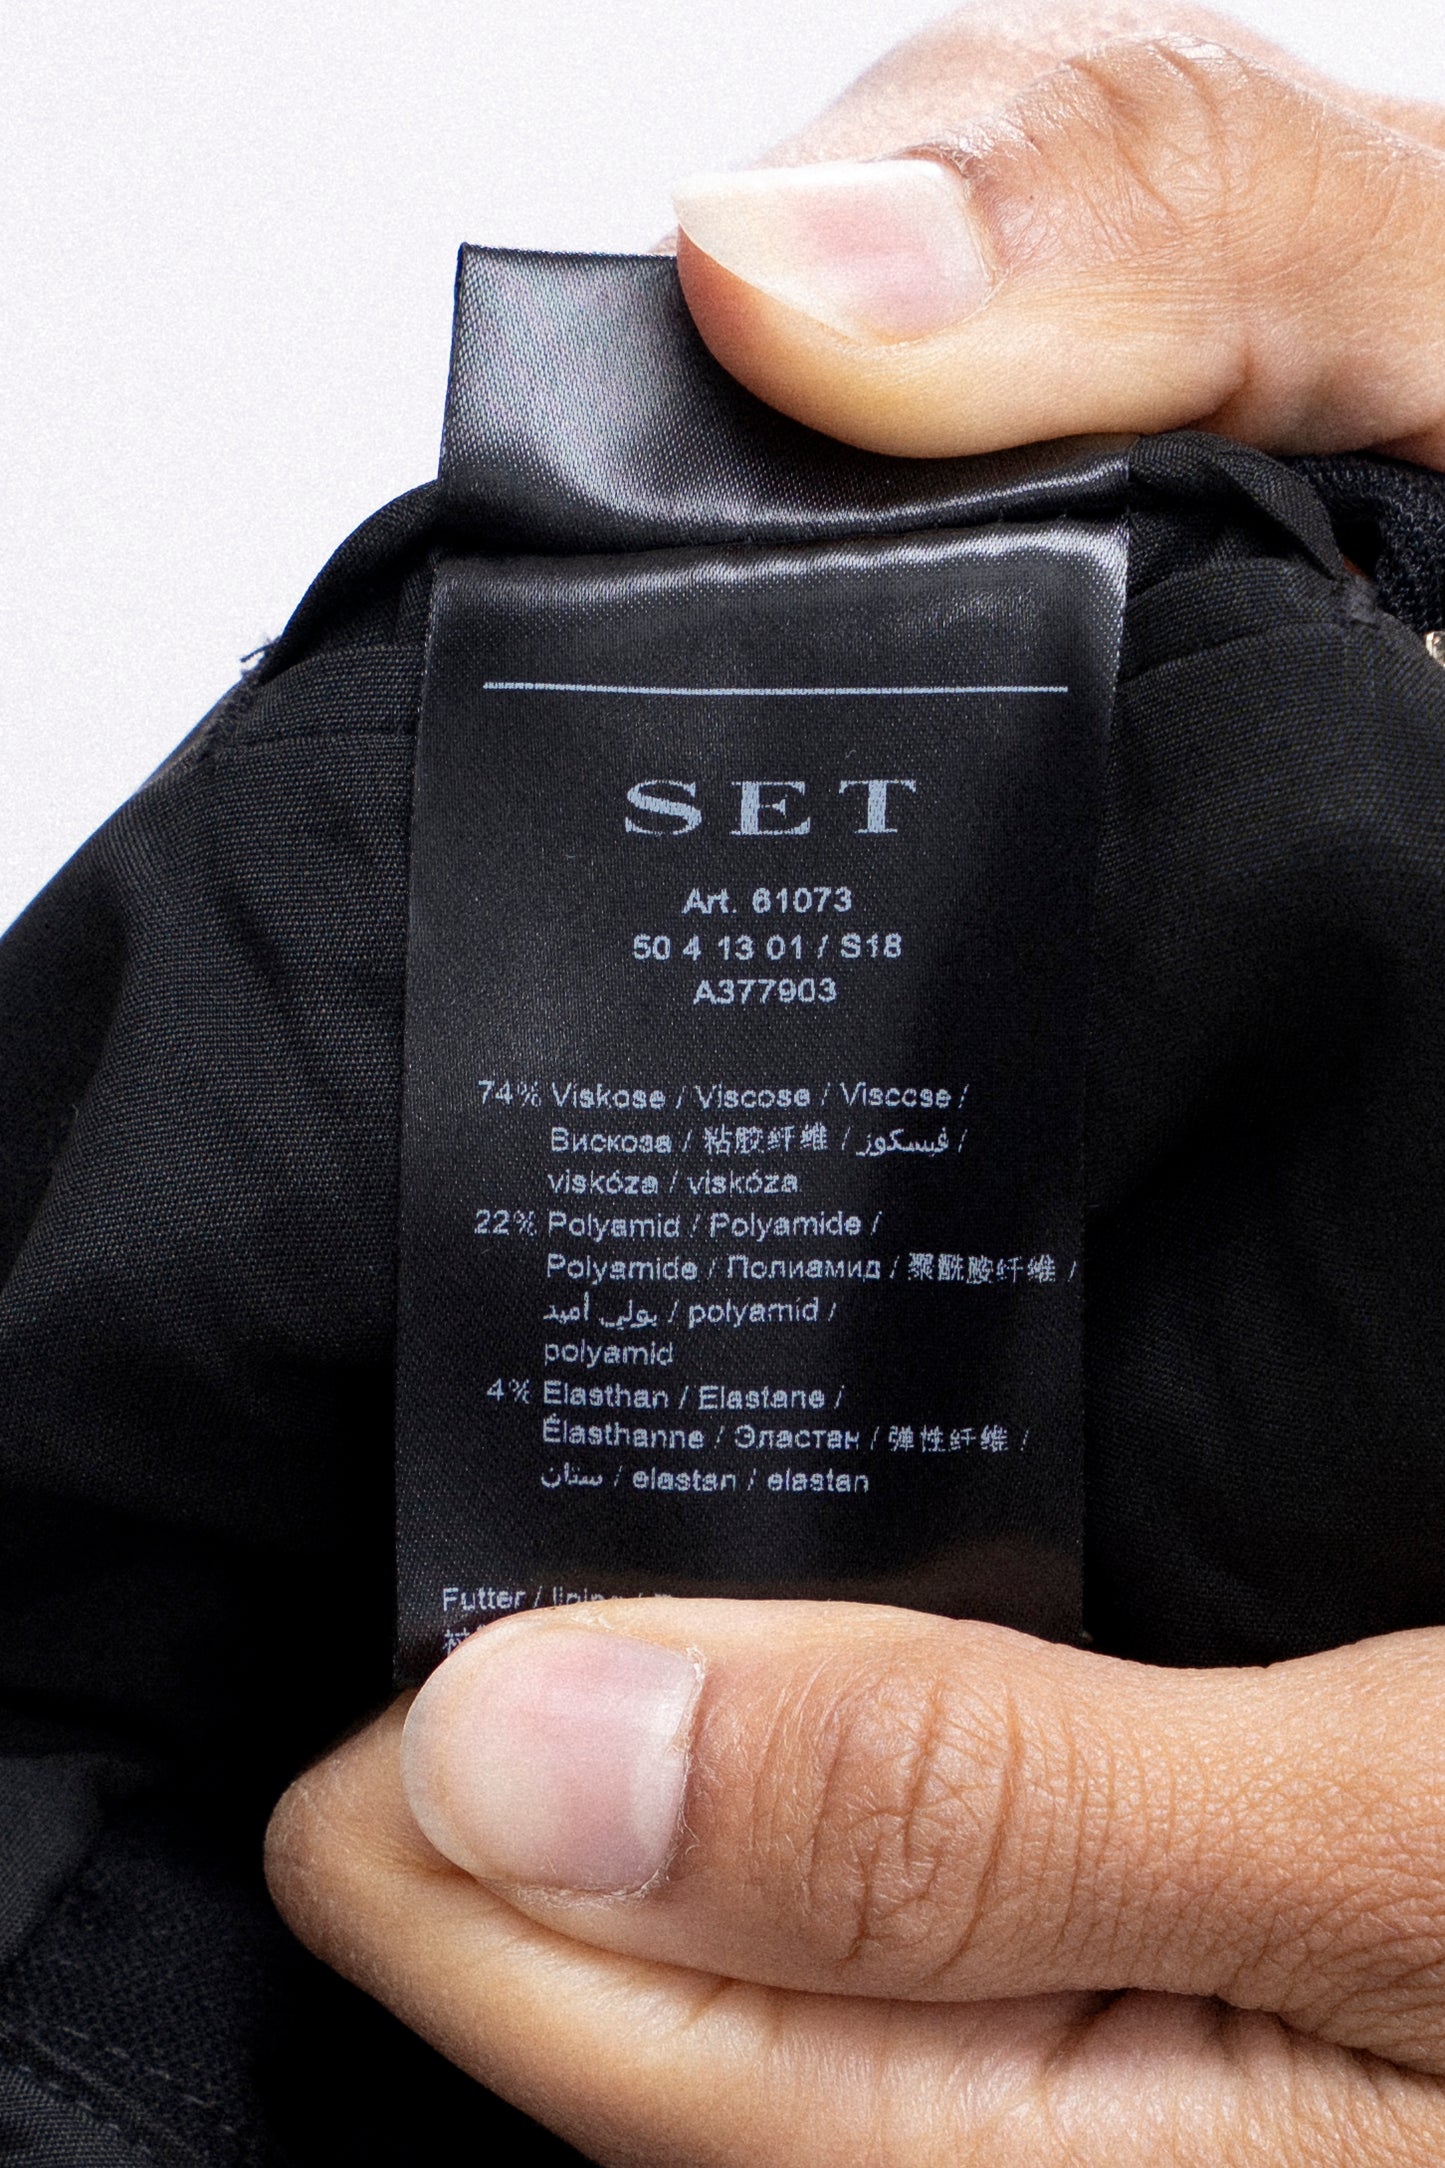 SET
Art. 61073
50 4 13 01 / S18
A377903
74% Viskose / Viscose / Viscose /
Вискоза / 粘胶纤维 / فيسكوز /
viskóza / viskóza
22% Polyamid / Polyamide /
Polyamide / Полиамид / 聚酰胺纤维 /
بولي أميد / polyamid /
polyamid
4% Elasthan / Elastane /
Élasthanne / Эластан / 弹性纤维 /
ستان / elastan / elastan
Futter /